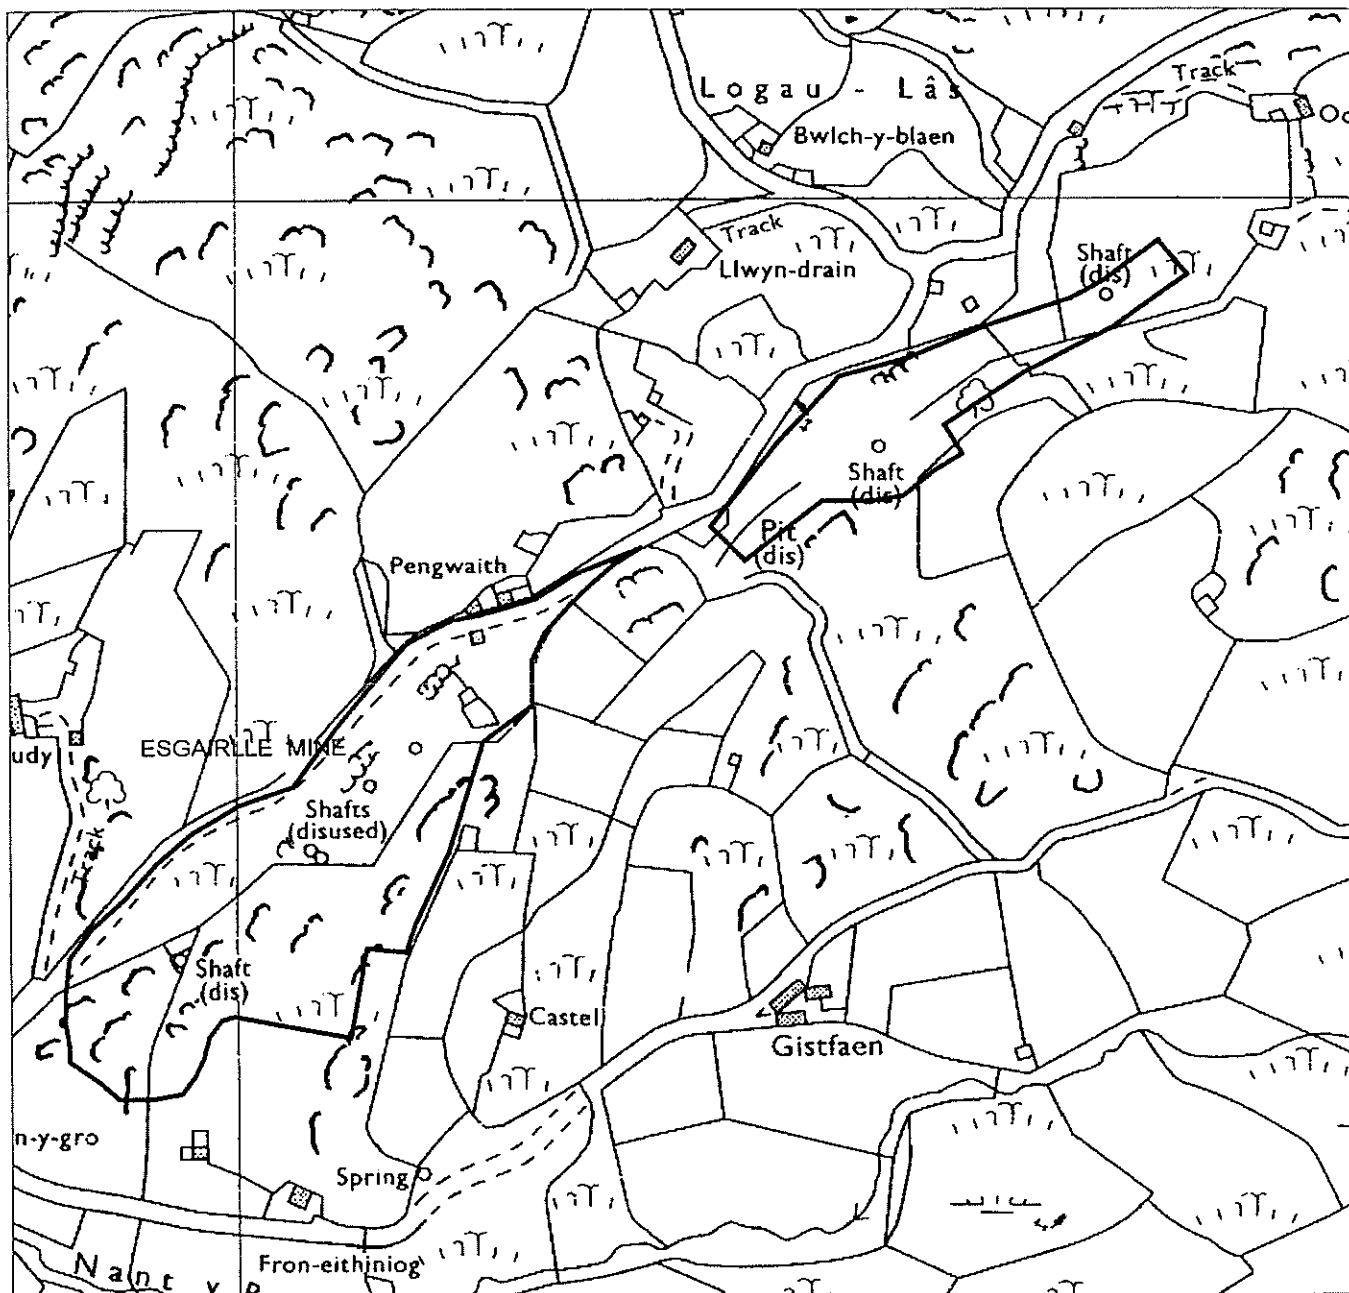 Track
Logau - Lâs
Bwlch-y-blaen
Track
Llwyn-drain
Shaft
(dis)
Shaft
(dis)
Pit
(dis)
Pengwaith
udy
ESGAIRLLE MINE
Shafts
(disused)
Track
Shaft
(dis)
Castell
Gistfaen
n-y-gro
Spring
Fron-eithiniog
Nant y P